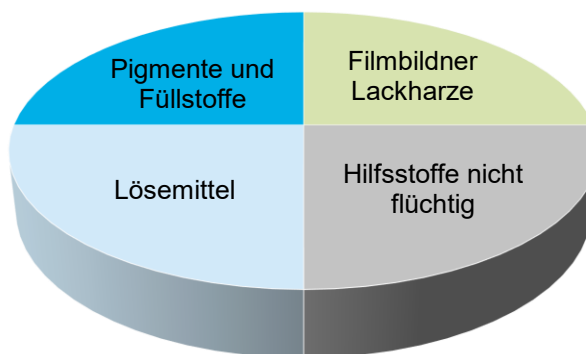 Pigmente und
Füllstoffe
Filmbildner
Lackharze
Lösemittel
Hilfsstoffe nicht
flüchtig